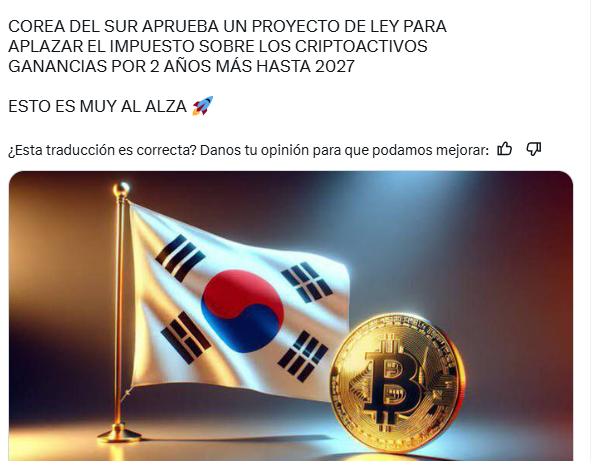 COREA DEL SUR APRUEBA UN PROYECTO DE LEY PARA
APLAZAR EL IMPUESTO SOBRE LOS CRIPTOACTIVOS
GANANCIAS POR 2 AÑOS MÁS HASTA 2027
ESTO ES MUY AL ALZA 🚀
¿Esta traducción es correcta? Danos tu opinión para que podamos mejorar: